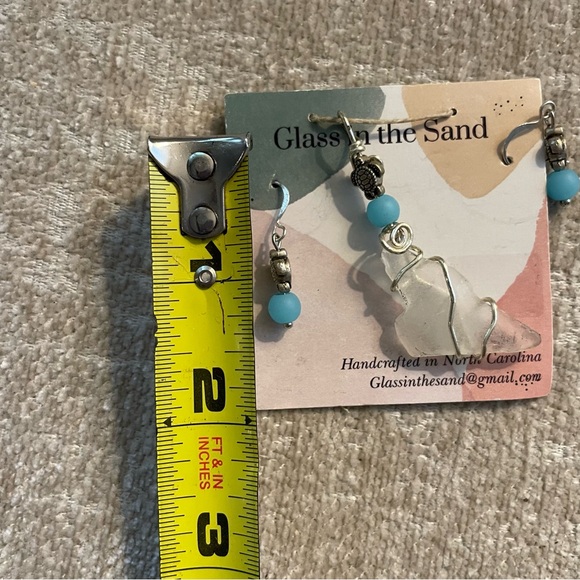 Glass in the Sand
Handcrafted in North Carolina
Glassinthesand@gmail.com
1
2
FT & IN
INCHES
3